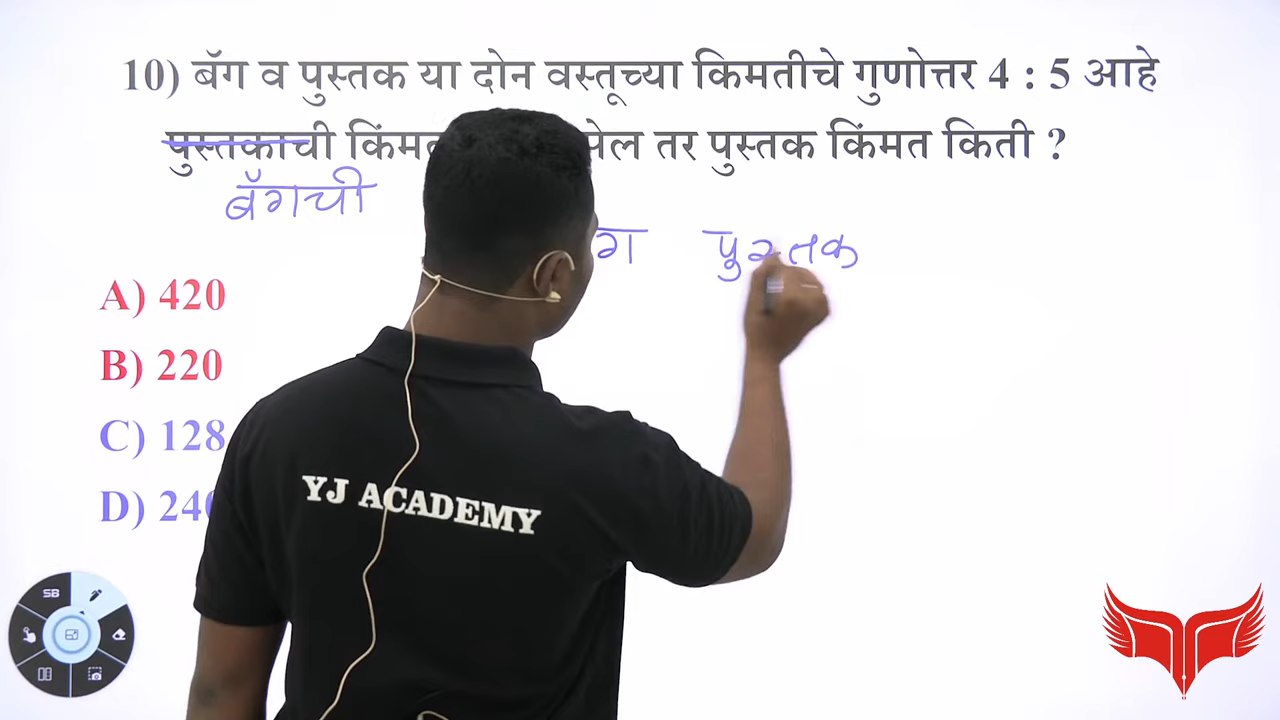 10) बॅग व पुस्तक या दोन वस्तूच्या किमतीचे गुणोत्तर 4 : 5 आहे
पुस्तकाची तर पुस्तक किंमत किती ?
बॅगची
पुस्तक
A) 420
B) 220
C) 128
D)
YJ ACADEMY
SB